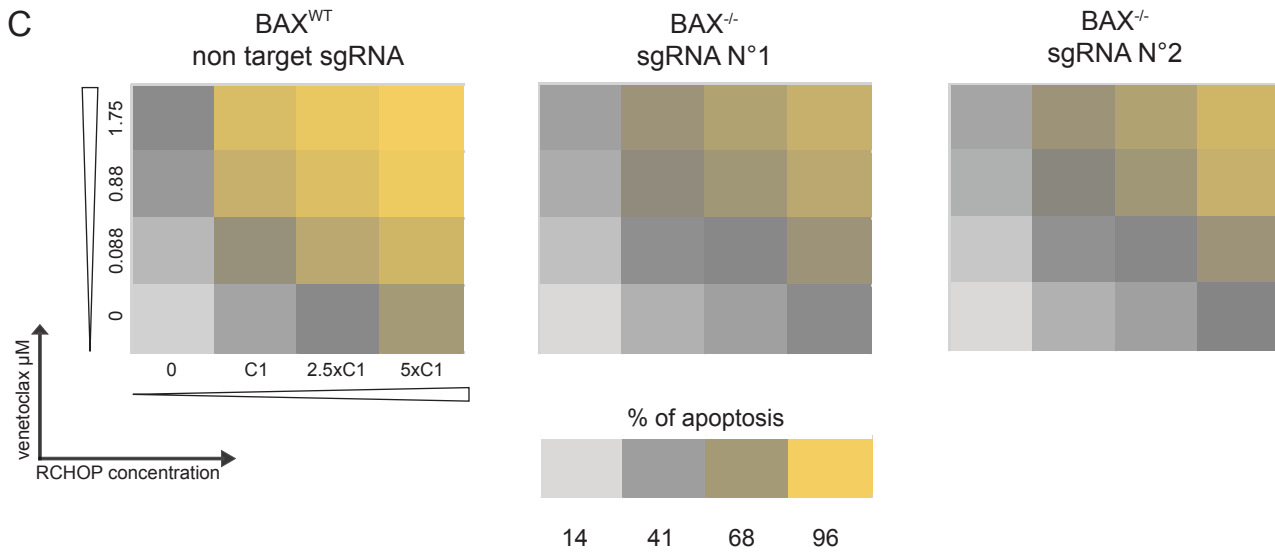 C
BAX^WT
non target sgRNA
BAX^-/-
sgRNA N°1
BAX^-/-
sgRNA N°2
1.75
0.88
0.088
0
venetoclax µM
0 C1 2.5xC1 5xC1
RCHOP concentration
% of apoptosis
14 41 68 96